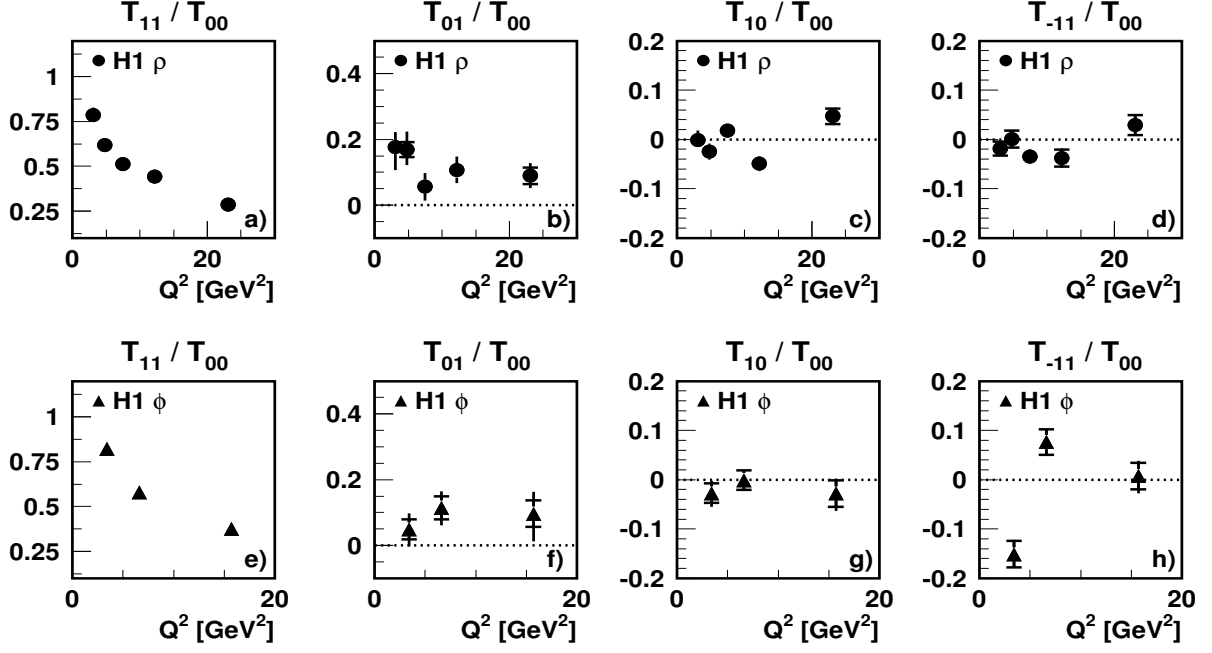 T11 / T00
T01 / T00
T10 / T00
T-11 / T00
H1 ρ
H1 ρ
H1 ρ
H1 ρ
1
0.75
0.5
0.25
0.4
0.2
0
0.2
0.1
0
-0.1
-0.2
0.2
0.1
0
-0.1
-0.2
a)
b)
c)
d)
0 20
0 20
0 20
0 20
Q2 [GeV2]
Q2 [GeV2]
Q2 [GeV2]
Q2 [GeV2]
T11 / T00
T01 / T00
T10 / T00
T-11 / T00
H1 ϕ
H1 ϕ
H1 ϕ
H1 ϕ
1
0.75
0.5
0.25
0.4
0.2
0
0.2
0.1
0
-0.1
-0.2
0.2
0.1
0
-0.1
-0.2
e)
f)
g)
h)
0 20
0 20
0 20
0 20
Q2 [GeV2]
Q2 [GeV2]
Q2 [GeV2]
Q2 [GeV2]